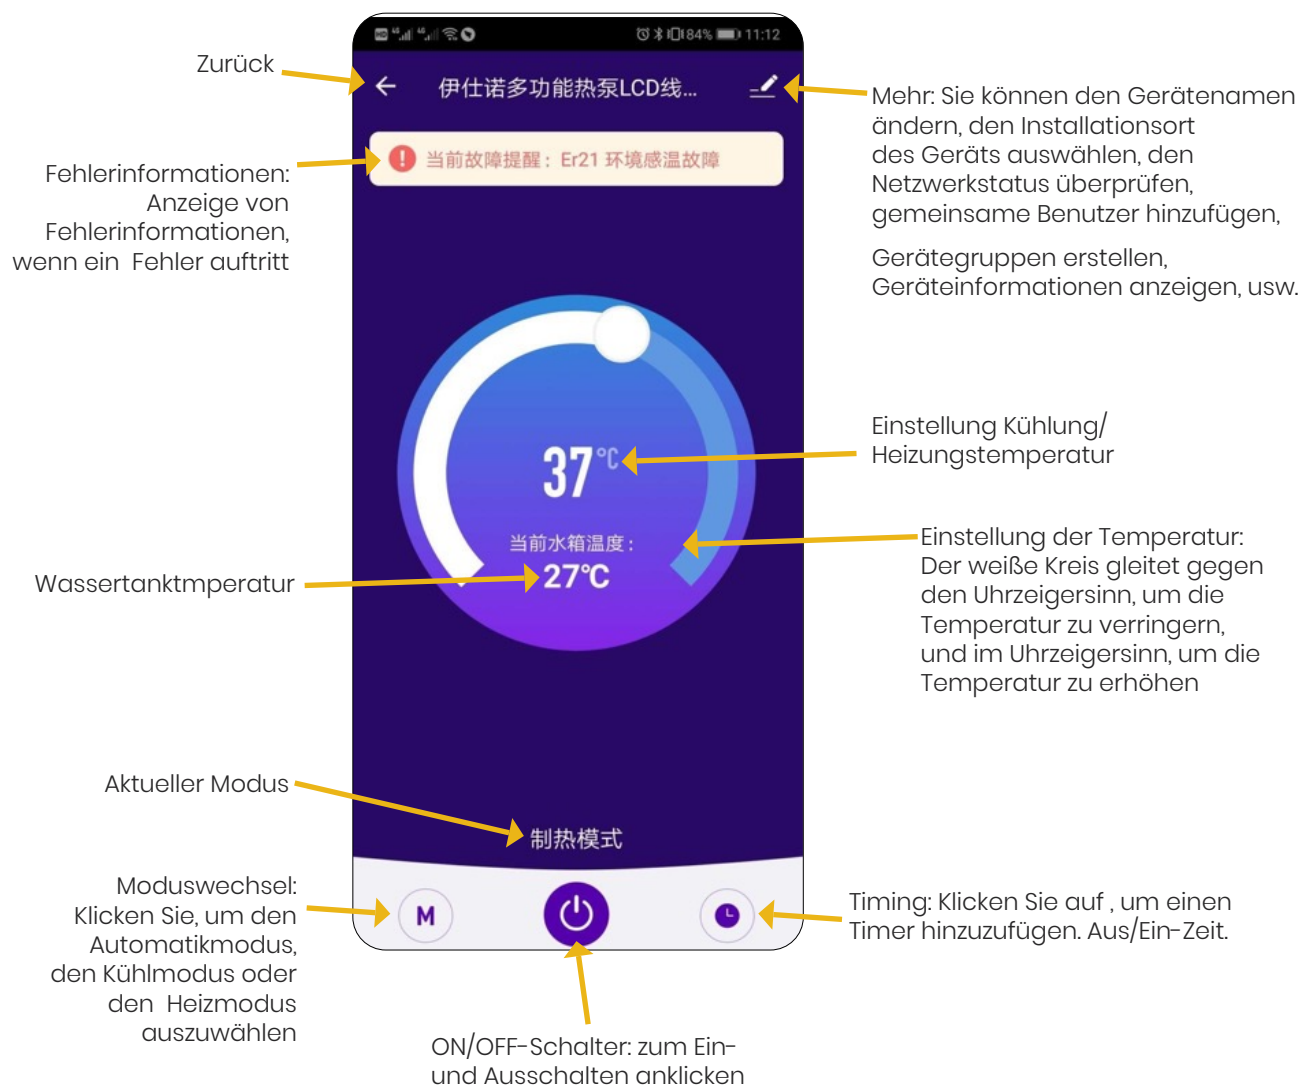 HD 4G 4G 84% 11:12
Zurück
伊仕诺多功能热泵LCD线...
Mehr: Sie können den Gerätenamen
ändern, den Installationsort
des Geräts auswählen, den
Netzwerkstatus überprüfen,
gemeinsame Benutzer hinzufügen,
Gerätegruppen erstellen,
Geräteinformationen anzeigen, usw.
当前故障提醒：Er21 环境感温故障
Fehlerinformationen:
Anzeige von
Fehlerinformationen,
wenn ein Fehler auftritt
37°C
Einstellung Kühlung/
Heizungstemperatur
当前水箱温度：
27°C
Einstellung der Temperatur:
Der weiße Kreis gleitet gegen
den Uhrzeigersinn, um die
Temperatur zu verringern,
und im Uhrzeigersinn, um die
Temperatur zu erhöhen
Wassertanktmperatur
Aktueller Modus
制热模式
Moduswechsel:
Klicken Sie, um den
Automatikmodus,
den Kühlmodus oder
den Heizmodus
auszuwählen
M
Timing: Klicken Sie auf , um einen
Timer hinzuzufügen. Aus/Ein-Zeit.
ON/OFF-Schalter: zum Ein-
und Ausschalten anklicken